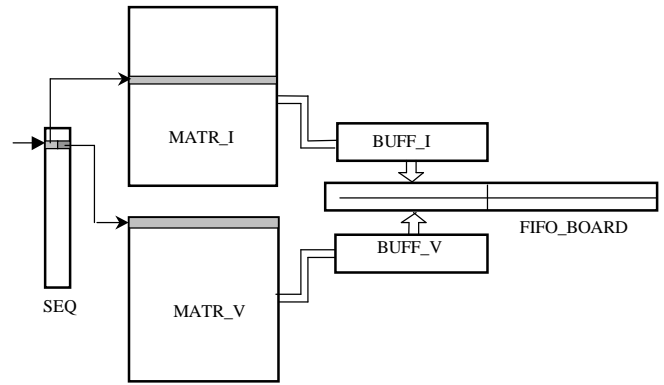 MATR_I
BUFF_I
FIFO_BOARD
BUFF_V
SEQ
MATR_V